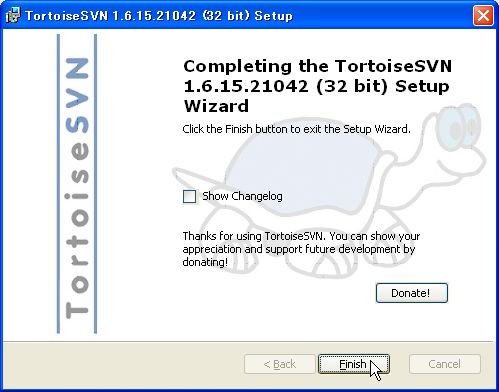 TortoiseSVN 1.6.15.21042 (32 bit) Setup
TortoiseSVN
Completing the TortoiseSVN
1.6.15.21042 (32 bit) Setup
Wizard
Click the Finish button to exit the Setup Wizard.
Show Changelog
Thanks for using TortoiseSVN. You can show your
appreciation and support future development by
donating!
Donate!
< Back
Finish
Cancel